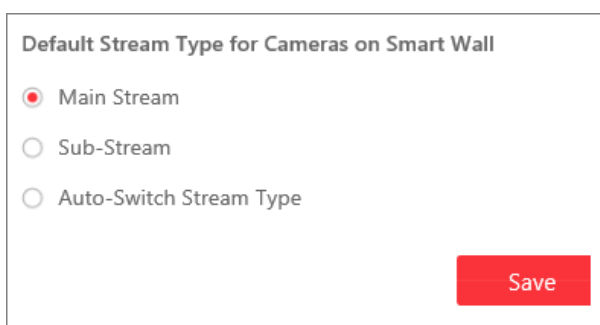 Default Stream Type for Cameras on Smart Wall
Main Stream
Sub-Stream
Auto-Switch Stream Type
Save